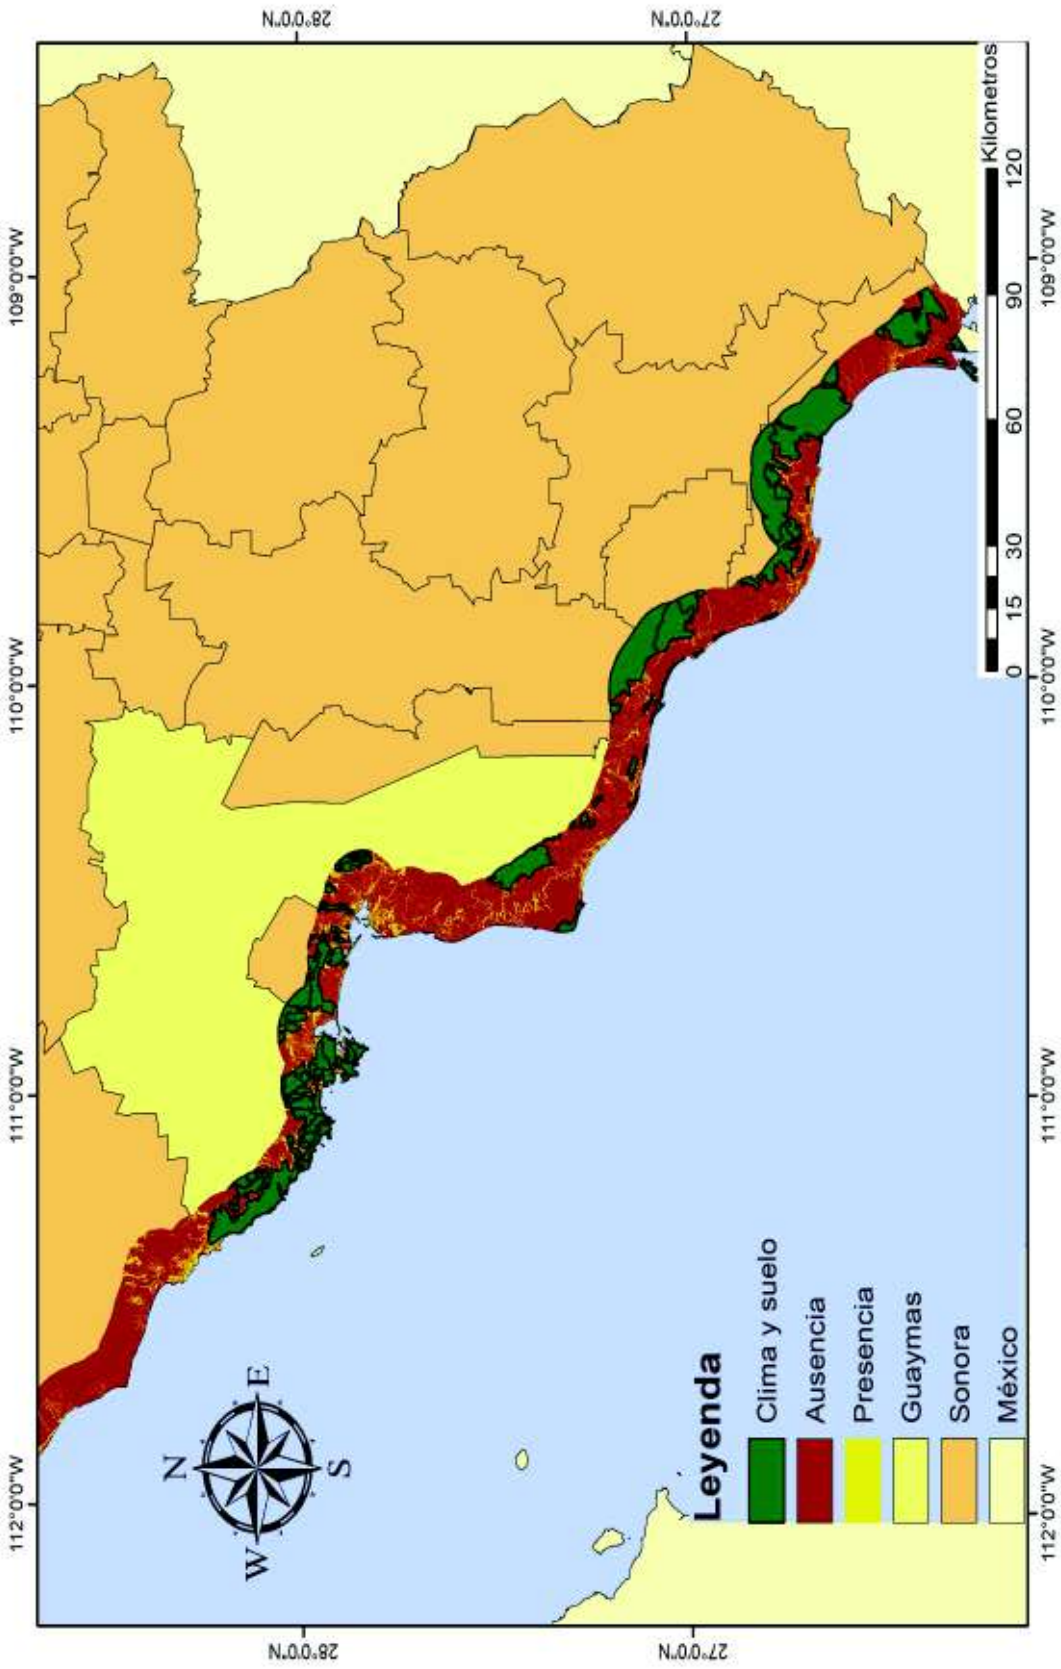 112°0'0"W 111°0'0"W 110°0'0"W 109°0'0"W
28°0'0"N
28°0'0"N
27°0'0"N
27°0'0"N
N
W
E
S
Leyenda
Clima y suelo
Ausencia
Presencia
Guaymas
Sonora
México
0 15 30 60 90 120
Kilometros
112°0'0"W 111°0'0"W 110°0'0"W 109°0'0"W